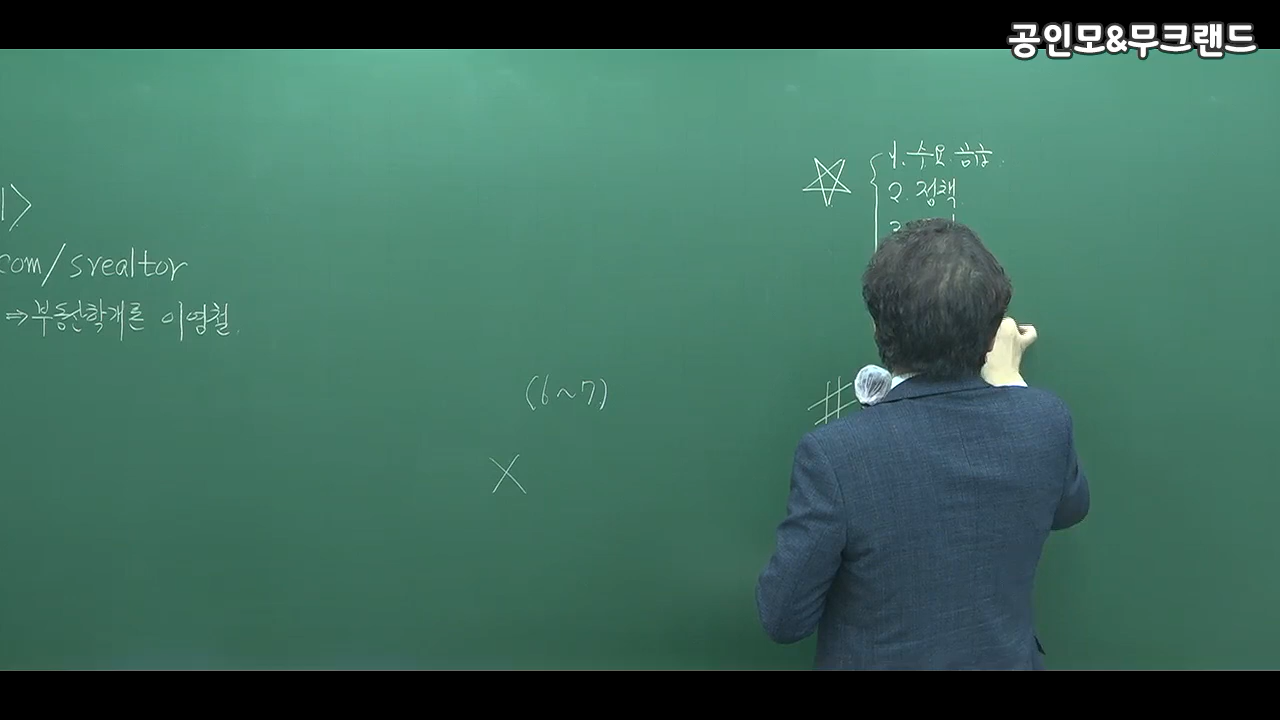 공인모&무크랜드
1. 수요 공급
2. 정책
3.
com/srealtor
⇒부동산학개론 이영철.
(6~7)
X
#